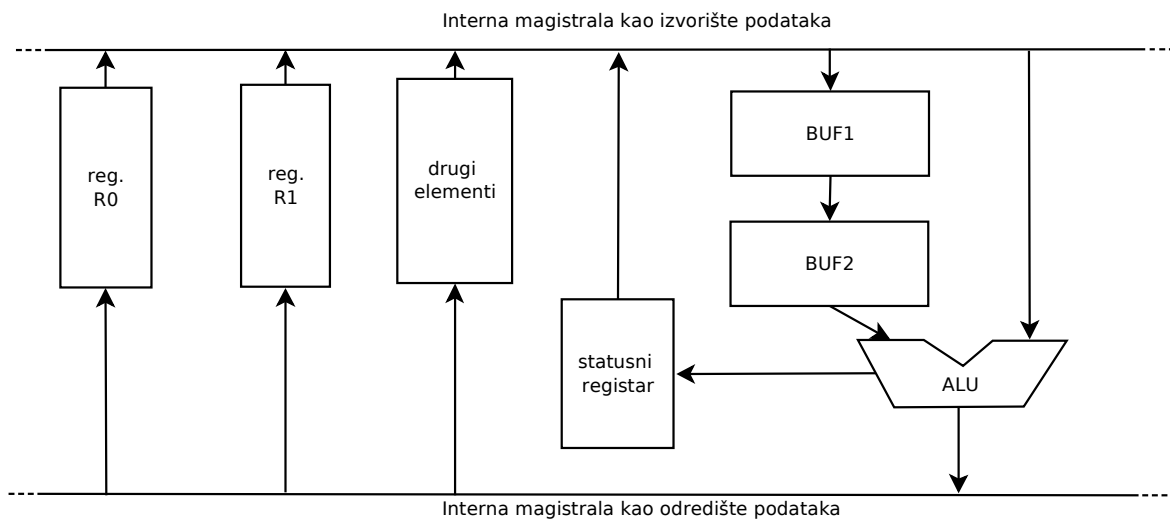 Interna magistrala kao izvorište podataka
reg.
R0
reg.
R1
drugi
elementi
BUF1
BUF2
statusni
registar
ALU
Interna magistrala kao odredište podataka